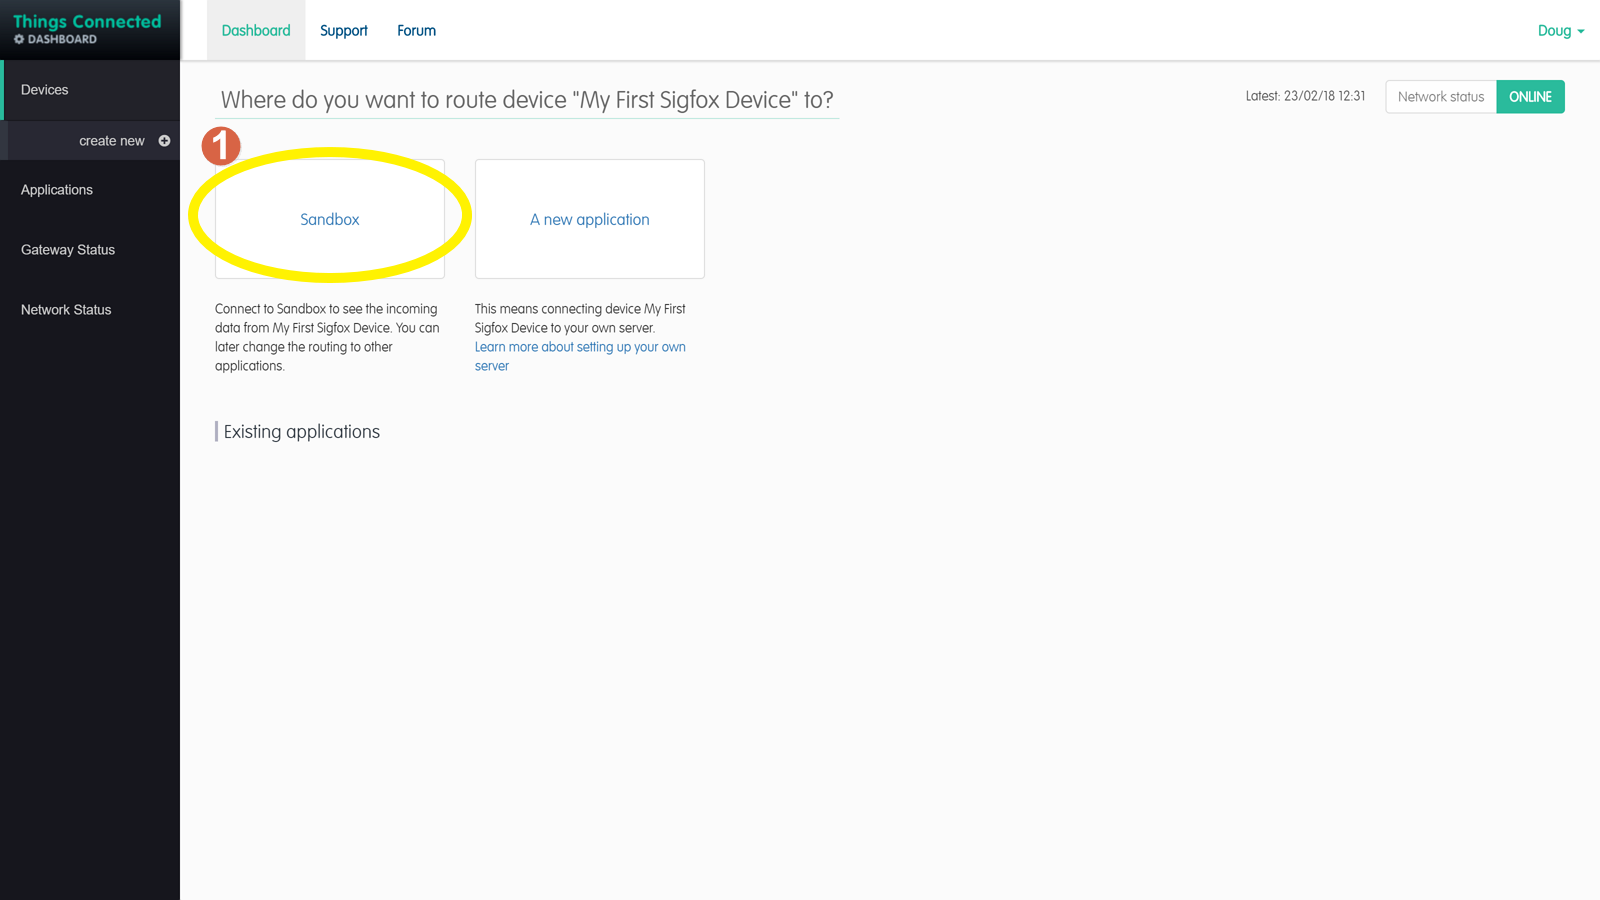 Things Connected
DASHBOARD
Dashboard
Support
Forum
Doug
Devices
create new
Applications
Gateway Status
Network Status
Where do you want to route device "My First Sigfox Device" to?
Latest: 23/02/18 12:31
Network status
ONLINE
1
Sandbox
Connect to Sandbox to see the incoming
data from My First Sigfox Device. You can
later change the routing to other
applications.
A new application
This means connecting device My First
Sigfox Device to your own server.
Learn more about setting up your own
server
Existing applications